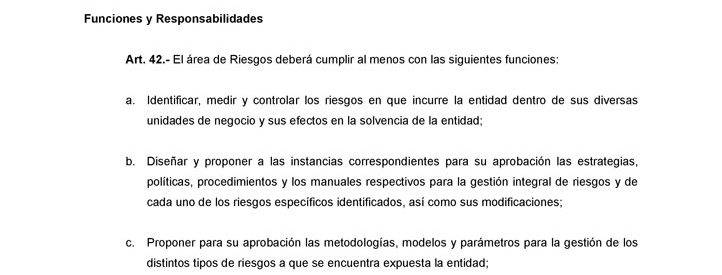 Funciones y Responsabilidades
Art. 42.- El área de Riesgos deberá cumplir al menos con las siguientes funciones:
a. Identificar, medir y controlar los riesgos en que incurre la entidad dentro de sus diversas
unidades de negocio y sus efectos en la solvencia de la entidad;
b. Diseñar y proponer a las instancias correspondientes para su aprobación las estrategias,
políticas, procedimientos y los manuales respectivos para la gestión integral de riesgos y de
cada uno de los riesgos específicos identificados, así como sus modificaciones;
c. Proponer para su aprobación las metodologías, modelos y parámetros para la gestión de los
distintos tipos de riesgos a que se encuentra expuesta la entidad;